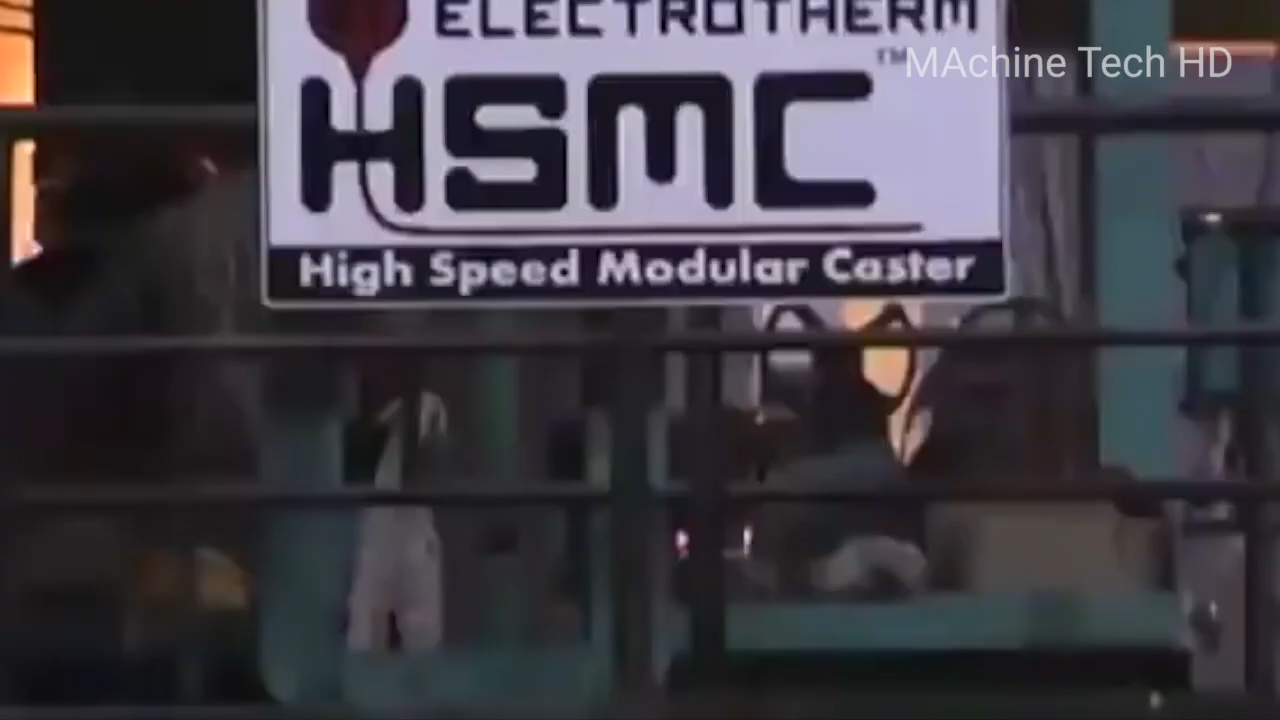 ELECTROTHERM
TM
MAchine Tech HD
HSMC
High Speed Modular Caster